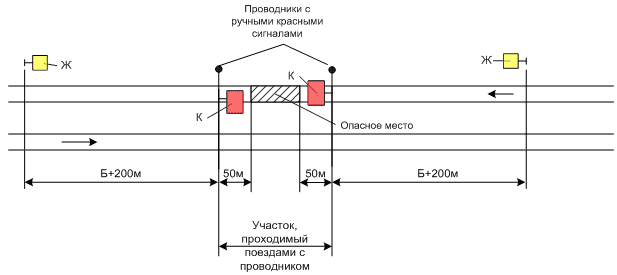 Проводники с
ручными красными
сигналами
Ж
Ж
К
К
Опасное место
Б+200м
50м
50м
Б+200м
Участок,
проходимый
поездами с
проводником